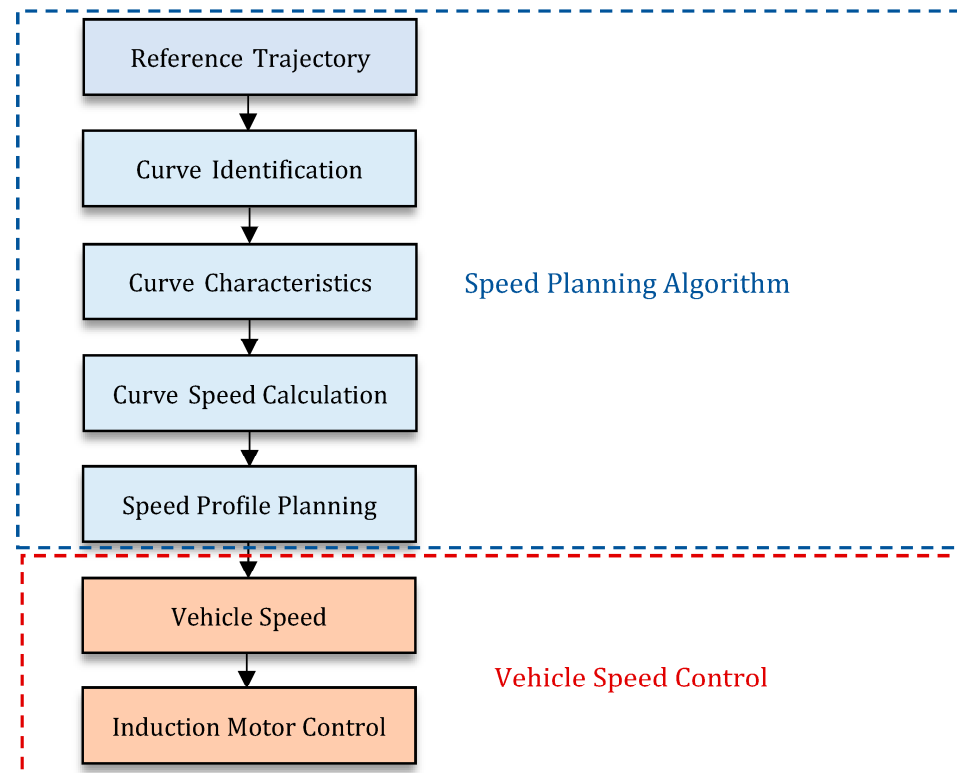 Reference Trajectory
Curve Identification
Curve Characteristics
Speed Planning Algorithm
Curve Speed Calculation
Speed Profile Planning
Vehicle Speed
Vehicle Speed Control
Induction Motor Control